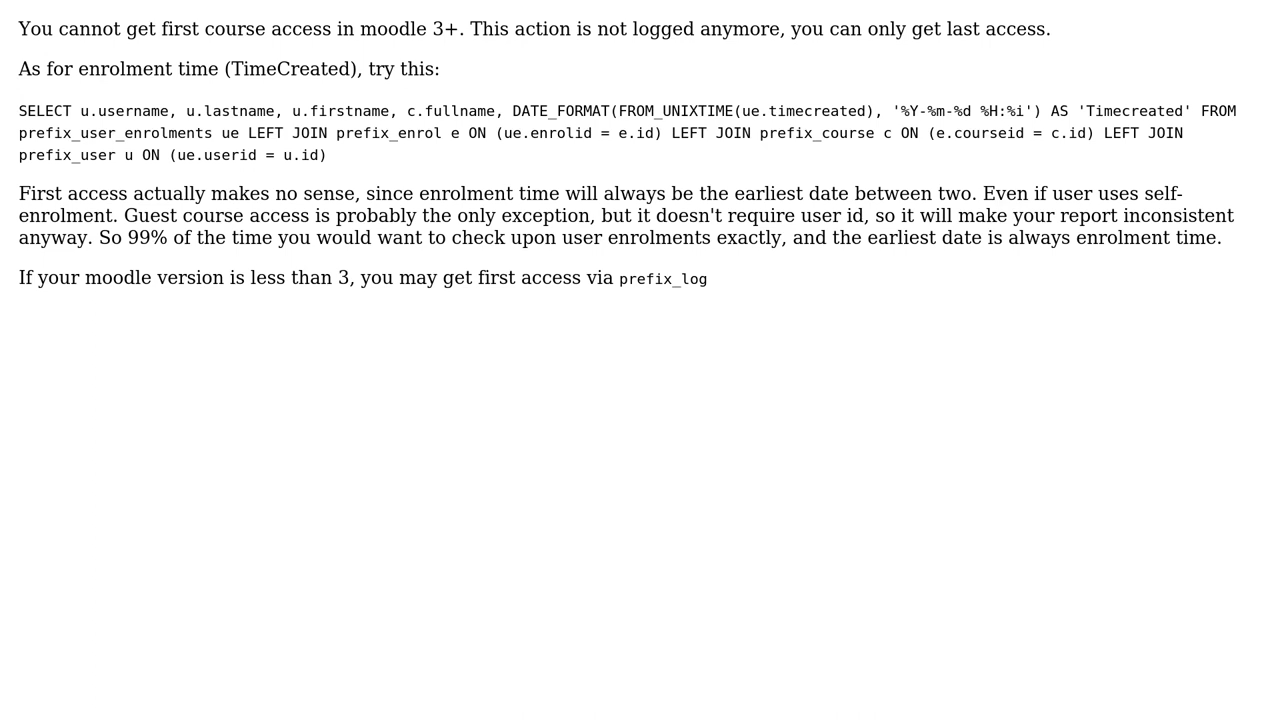 You cannot get first course access in moodle 3+. This action is not logged anymore, you can only get last access.
As for enrolment time (TimeCreated), try this:
SELECT u.username, u.lastname, u.firstname, c.fullname, DATE_FORMAT(FROM_UNIXTIME(ue.timecreated), '%Y-%m-%d %H:%i') AS 'Timecreated' FROM
prefix_user_enrolments ue LEFT JOIN prefix_enrol e ON (ue.enrolid = e.id) LEFT JOIN prefix_course c ON (e.courseid = c.id) LEFT JOIN
prefix_user u ON (ue.userid = u.id)
First access actually makes no sense, since enrolment time will always be the earliest date between two. Even if user uses self-
enrolment. Guest course access is probably the only exception, but it doesn't require user id, so it will make your report inconsistent
anyway. So 99% of the time you would want to check upon user enrolments exactly, and the earliest date is always enrolment time.
If your moodle version is less than 3, you may get first access via prefix_log